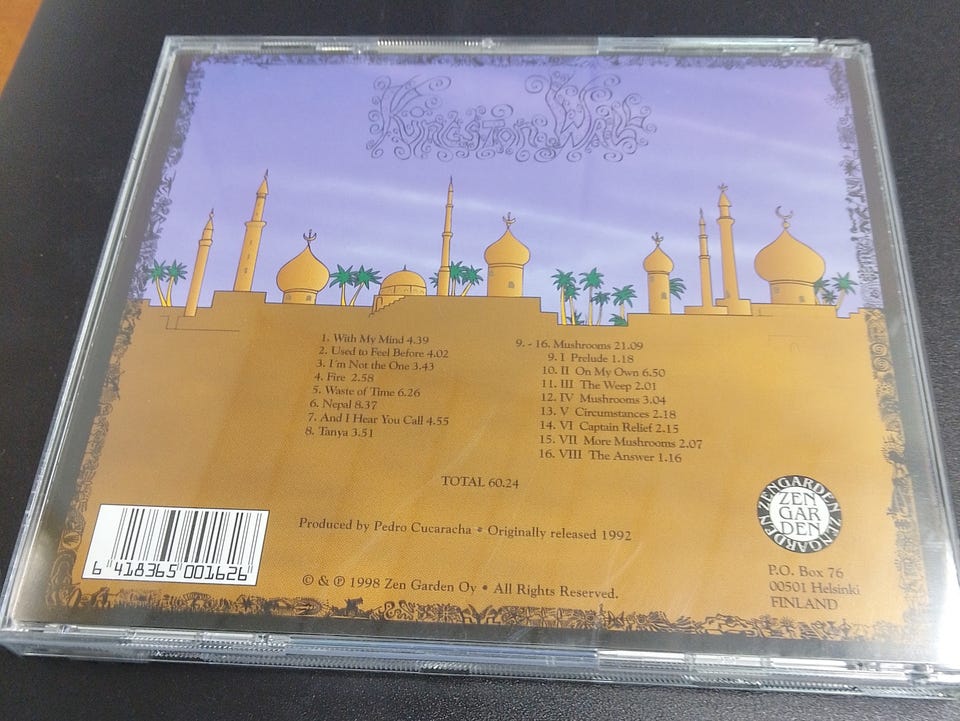 Kingston Wall
1. With My Mind 4.39
2. Used to Feel Before 4.02
3. I´m Not the One 3.43
4. Fire 2.58
5. Waste of Time 6.26
6. Nepal 8.37
7. And I Hear You Call 4.55
8. Tanya 3.51
9. - 16. Mushrooms 21.09
9. I Prelude 1.18
10. II On My Own 6.50
11. III The Weep 2.01
12. IV Mushrooms 3.04
13. V Circumstances 2.18
14. VI Captain Relief 2.15
15. VII More Mushrooms 2.07
16. VIII The Answer 1.16
TOTAL 60.24
Produced by Pedro Cucaracha • Originally released 1992
© & ℗ 1998 Zen Garden Oy • All Rights Reserved.
6 418365 001626
ZENGARDEN ZENGARDEN ZENGARDEN
ZEN
GAR
DEN
P.O. Box 76
00501 Helsinki
FINLAND